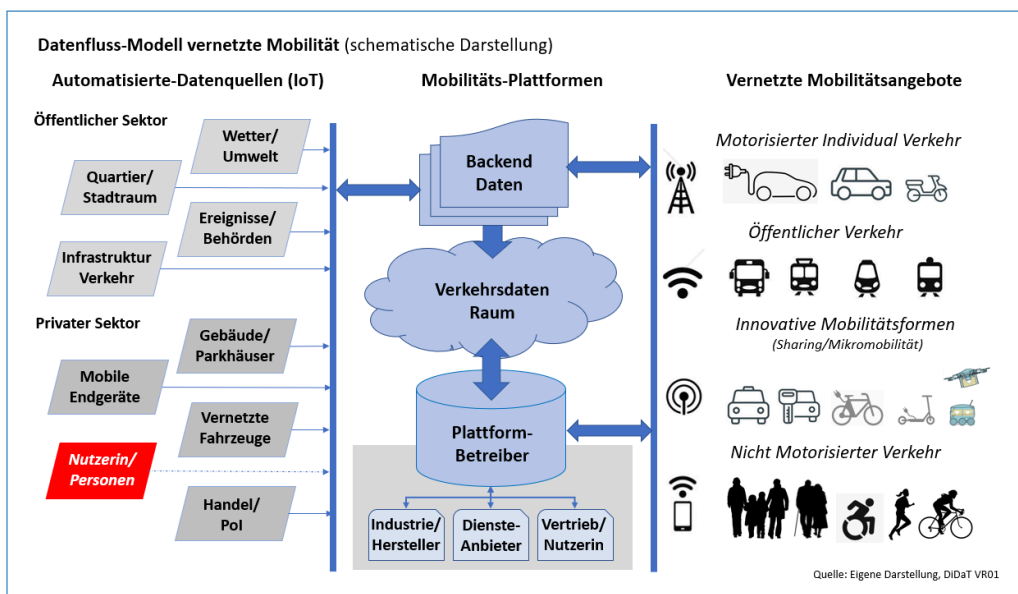 Datenfluss-Modell vernetzte Mobilität (schematische Darstellung)
Automatisierte-Datenquellen (IoT)
Öffentlicher Sektor
Wetter/
Umwelt
Quartier/
Stadtraum
Ereignisse/
Behörden
Infrastruktur
Verkehr
Privater Sektor
Gebäude/
Parkhäuser
Mobile
Endgeräte
Vernetzte
Fahrzeuge
Nutzerin/
Personen
Handel/
PoI
Mobilitäts-Plattformen
Backend
Daten
Verkehrsdaten
Raum
Plattform-
Betreiber
Industrie/
Hersteller
Dienste-
Anbieter
Vertrieb/
Nutzerin
Vernetzte Mobilitätsangebote
Motorisierter Individual Verkehr
Öffentlicher Verkehr
Innovative Mobilitätsformen
(Sharing/Mikromobilität)
Nicht Motorisierter Verkehr
Quelle: Eigene Darstellung, DiDaT VR01